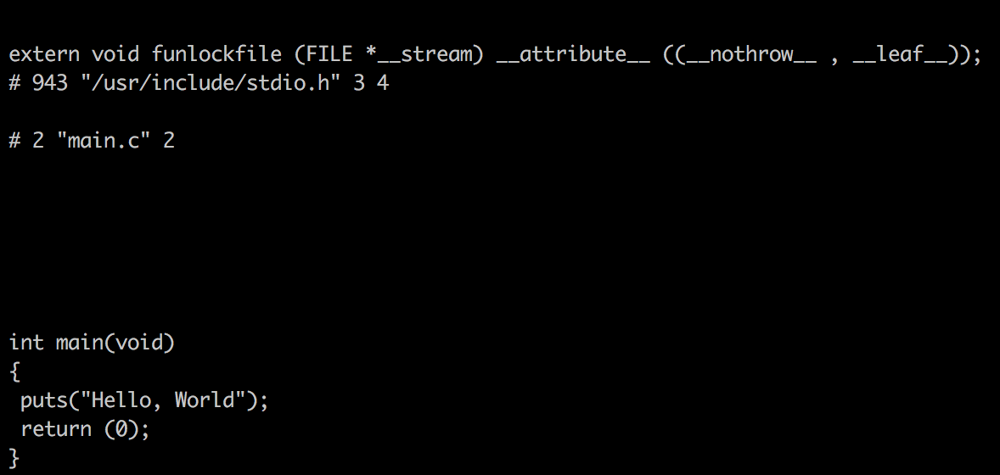 extern void funlockfile (FILE *__stream) __attribute__ ((__nothrow__ , __leaf__));
# 943 "/usr/include/stdio.h" 3 4
# 2 "main.c" 2
int main(void)
{
 puts("Hello, World");
 return (0);
}